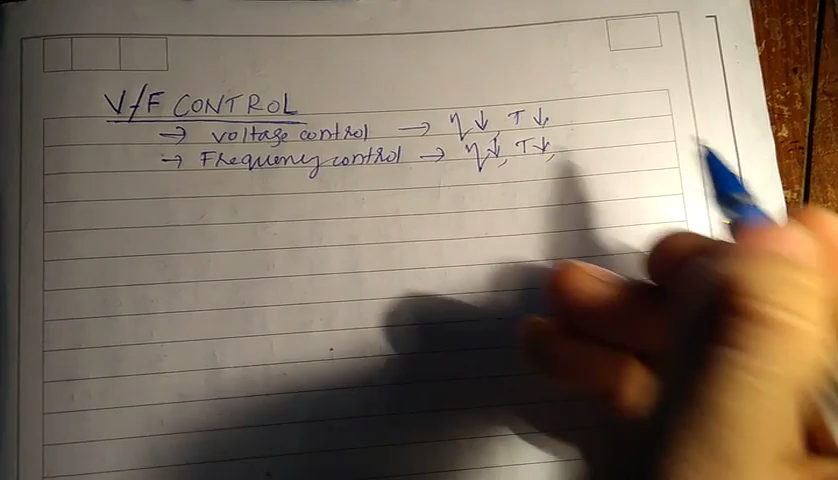 V/F CONTROL
→ voltage control → η↓, T↓,
→ Frequency control → η↓, T↓,